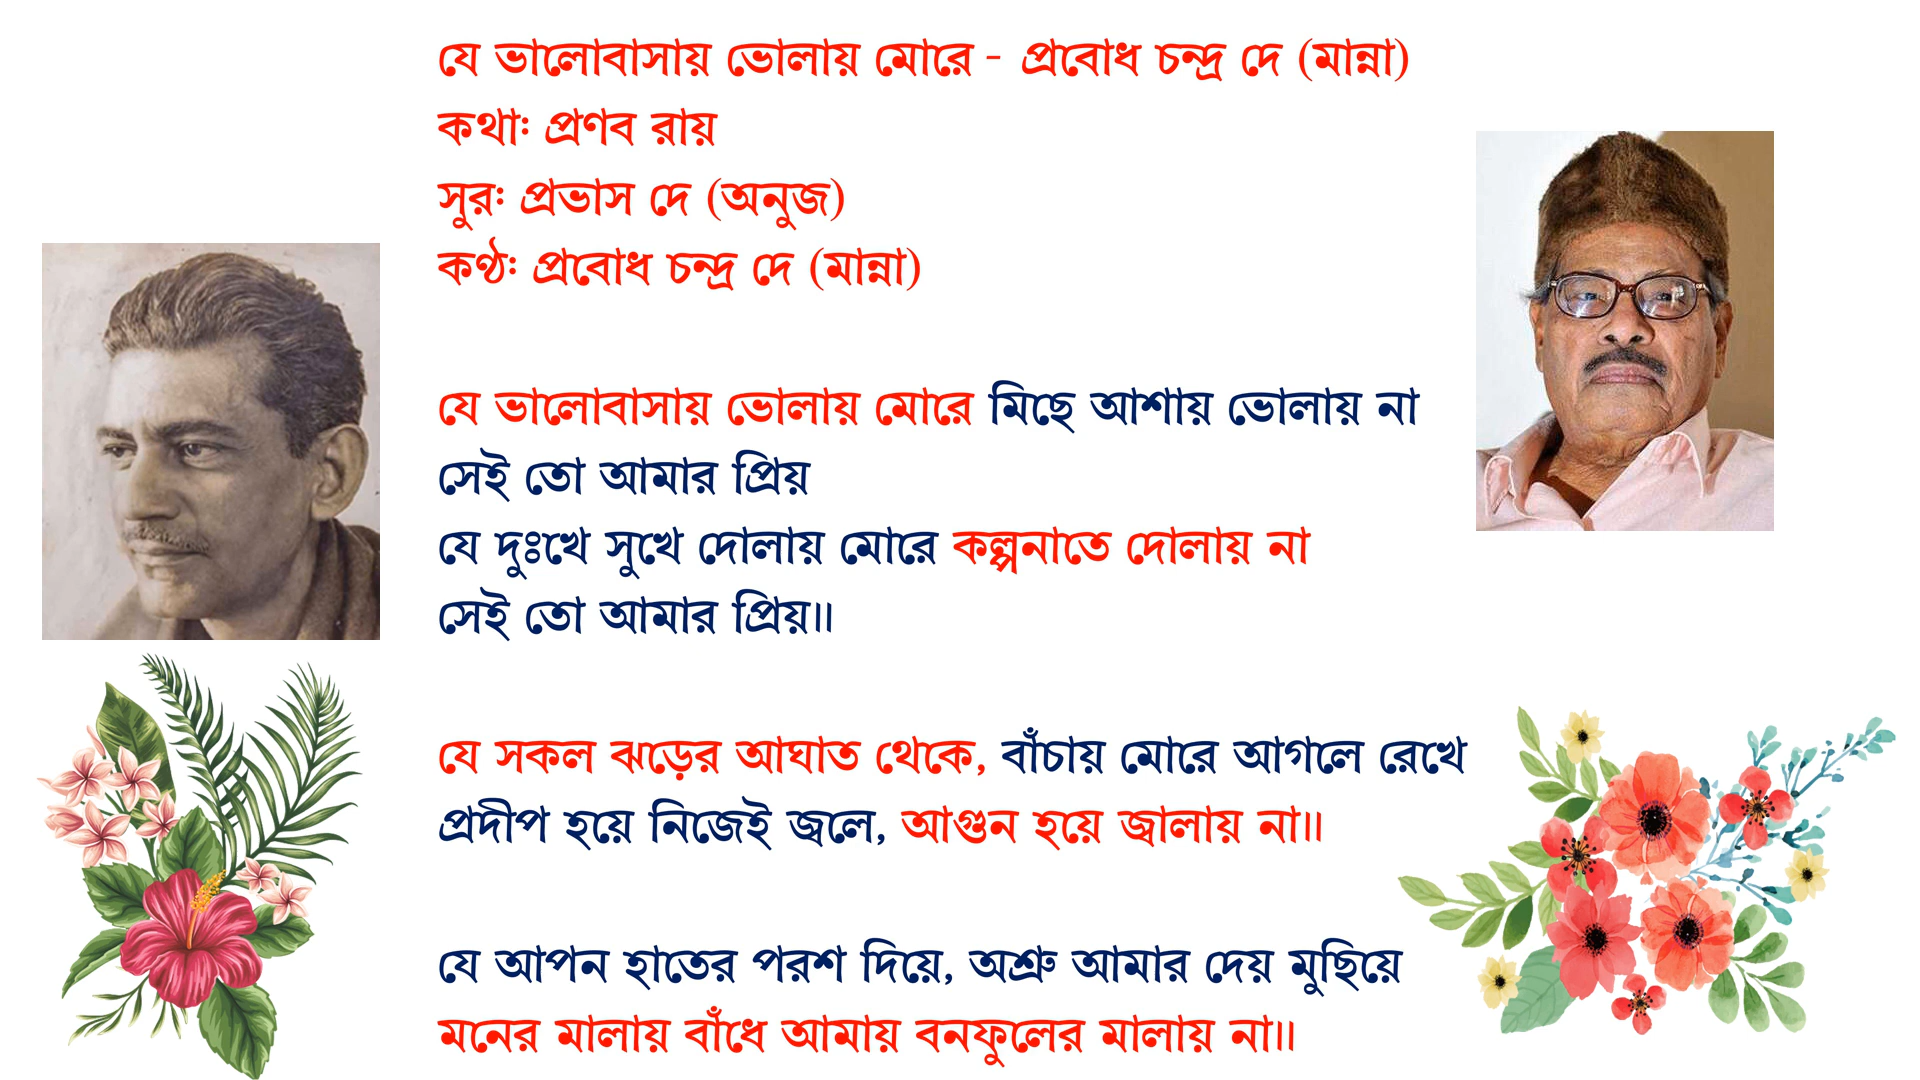 যে ভালোবাসায় ভোলায় মোরে - প্রবোধ চন্দ্র দে (মান্না)
কথাঃ প্রণব রায়
সুরঃ প্রভাস দে (অনুজ)
কণ্ঠঃ প্রবোধ চন্দ্র দে (মান্না)
যে ভালোবাসায় ভোলায় মোরে মিছে আশায় ভোলায় না
সেই তো আমার প্রিয়
যে দুঃখে সুখে দোলায় মোরে কল্পনাতে দোলায় না
সেই তো আমার প্রিয়॥
যে সকল ঝড়ের আঘাত থেকে, বাঁচায় মোরে আগলে রেখে
প্রদীপ হয়ে নিজেই জ্বলে, আগুন হয়ে জ্বালায় না॥
যে আপন হাতের পরশ দিয়ে, অশ্রু আমার দেয় মুছিয়ে
মনের মালায় বাঁধে আমায় বনফুলের মালায় না॥